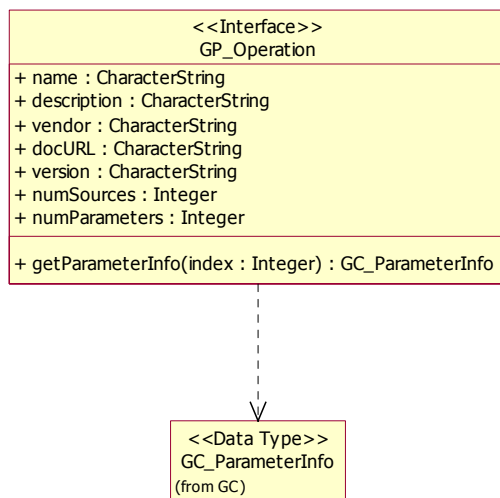 <<Interface>>
GP_Operation
+ name : CharacterString
+ description : CharacterString
+ vendor : CharacterString
+ docURL : CharacterString
+ version : CharacterString
+ numSources : Integer
+ numParameters : Integer
+ getParameterInfo(index : Integer) : GC_ParameterInfo
<<Data Type>>
GC_ParameterInfo
(from GC)